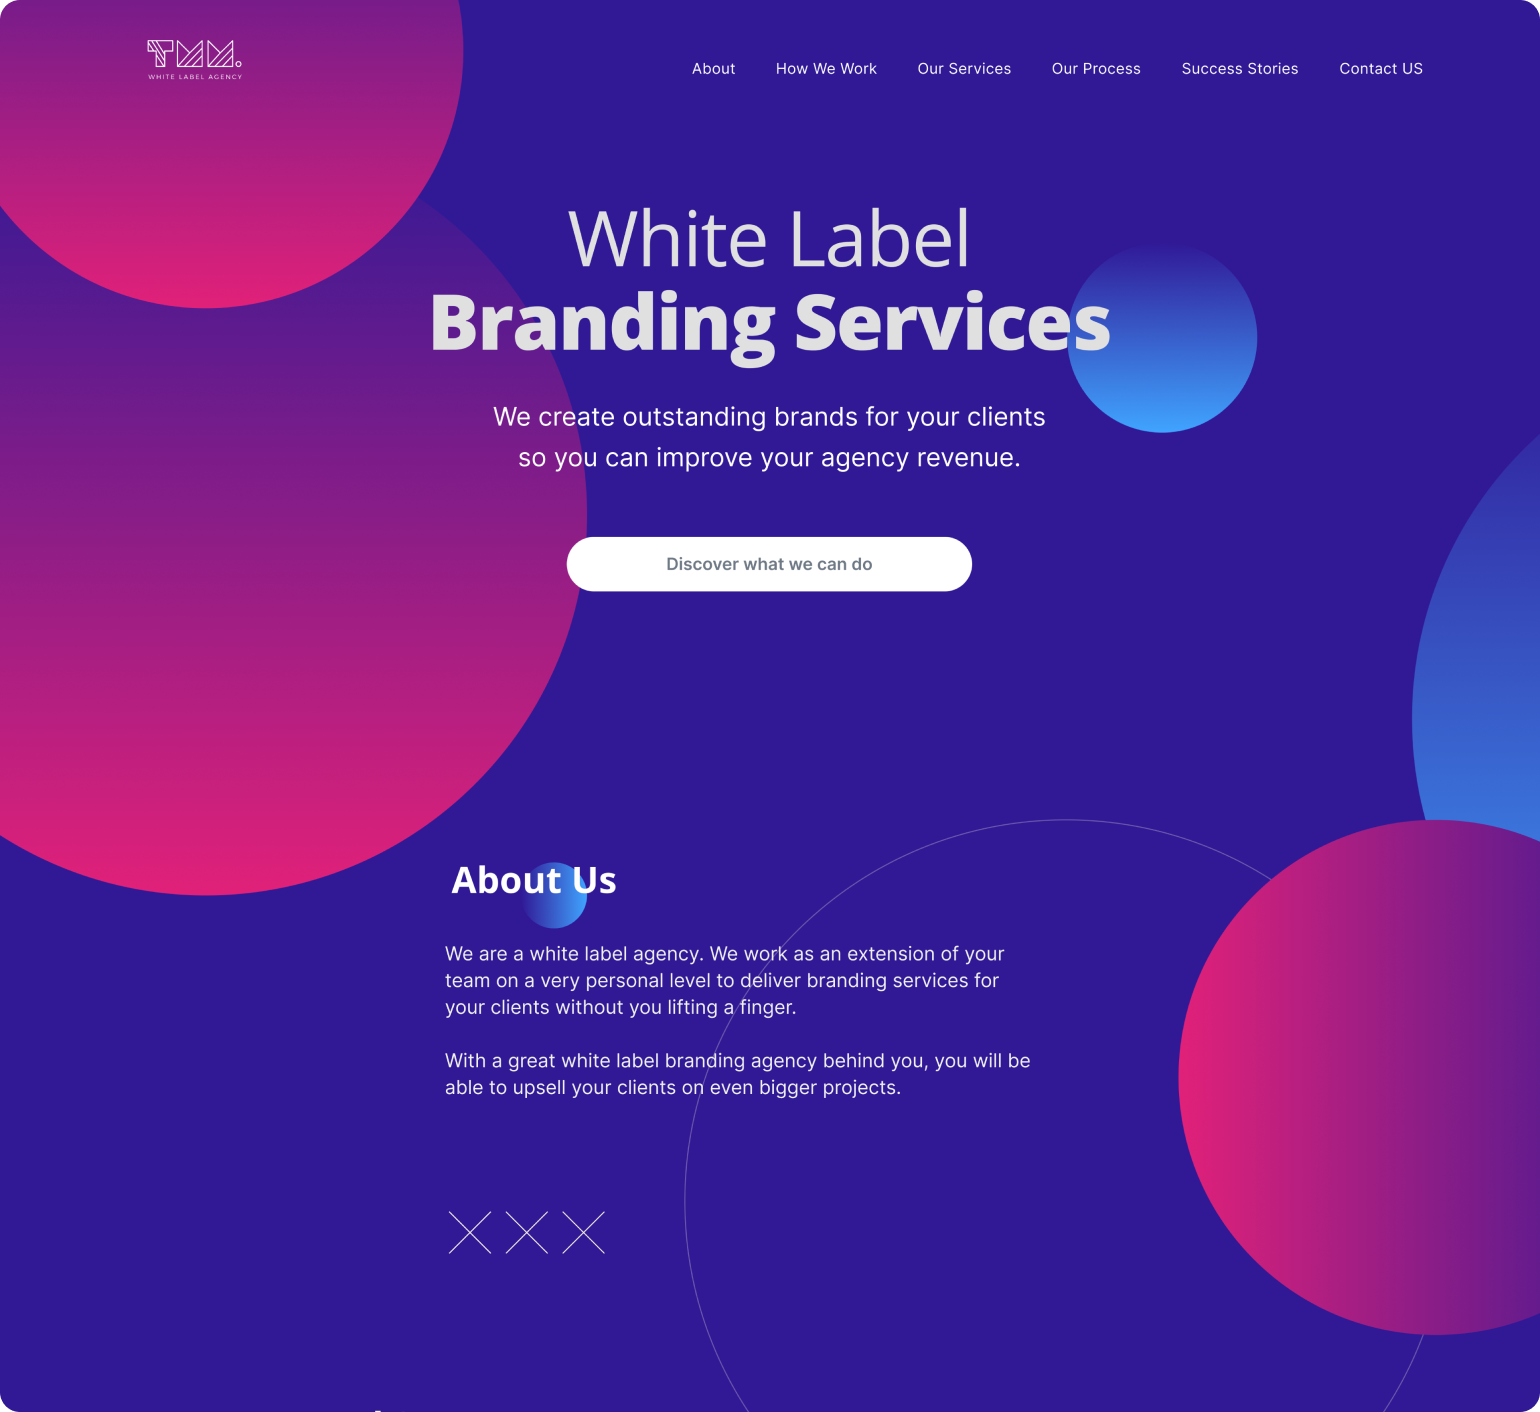 TMM.
WHITE LABEL AGENCY
About How We Work Our Services Our Process Success Stories Contact US
White Label
Branding Services
We create outstanding brands for your clients
so you can improve your agency revenue.
Discover what we can do
About Us
We are a white label agency. We work as an extension of your
team on a very personal level to deliver branding services for
your clients without you lifting a finger.
With a great white label branding agency behind you, you will be
able to upsell your clients on even bigger projects.